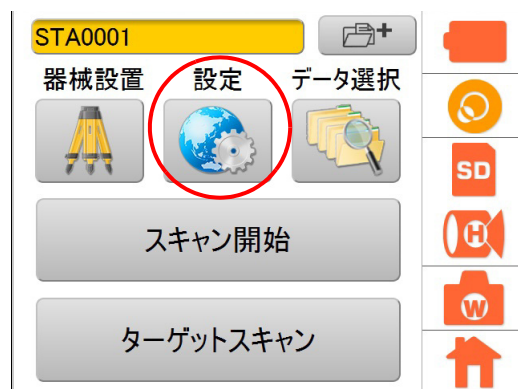 STA0001
器械設置 設定 データ選択
スキャン開始
ターゲットスキャン
SD
H
W